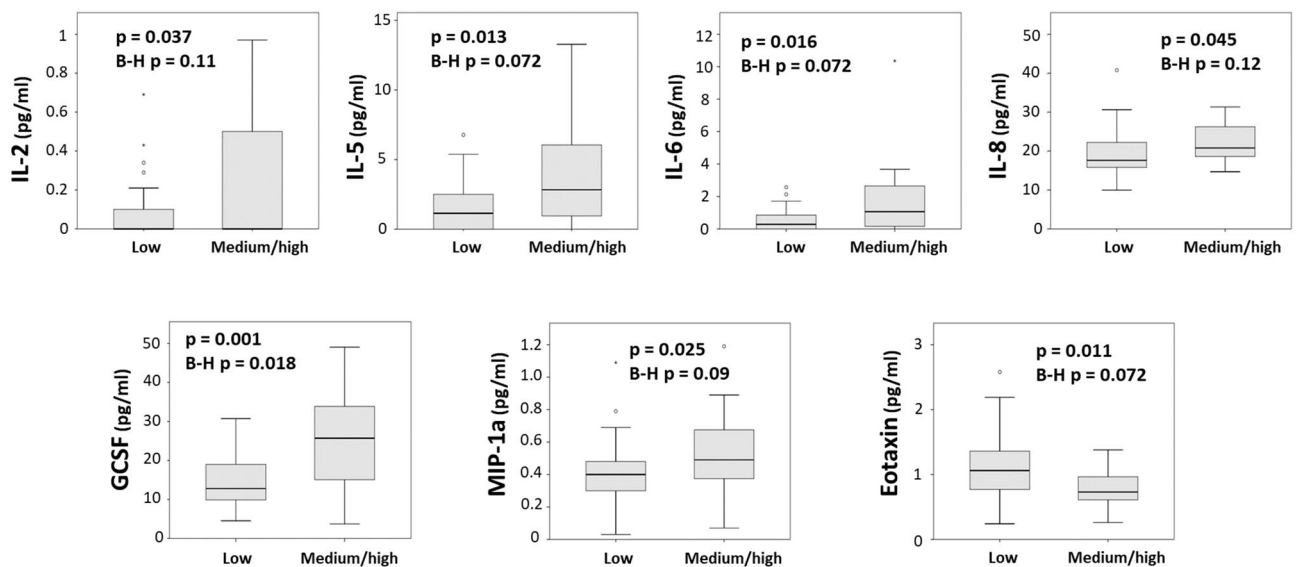 IL-2 (pg/ml)
1
0.8
0.6
0.4
0.2
0
p = 0.037
B-H p = 0.11
Low Medium/high
IL-5 (pg/ml)
15
10
5
0
p = 0.013
B-H p = 0.072
Low Medium/high
IL-6 (pg/ml)
12
10
8
6
4
2
0
p = 0.016
B-H p = 0.072
Low Medium/high
IL-8 (pg/ml)
50
40
30
20
10
0
p = 0.045
B-H p = 0.12
Low Medium/high
GCSF (pg/ml)
50
40
30
20
10
0
p = 0.001
B-H p = 0.018
Low Medium/high
MIP-1a (pg/ml)
1.2
1.0
0.8
0.6
0.4
0.2
0
p = 0.025
B-H p = 0.09
Low Medium/high
Eotaxin (pg/ml)
3
2
1
0
p = 0.011
B-H p = 0.072
Low Medium/high